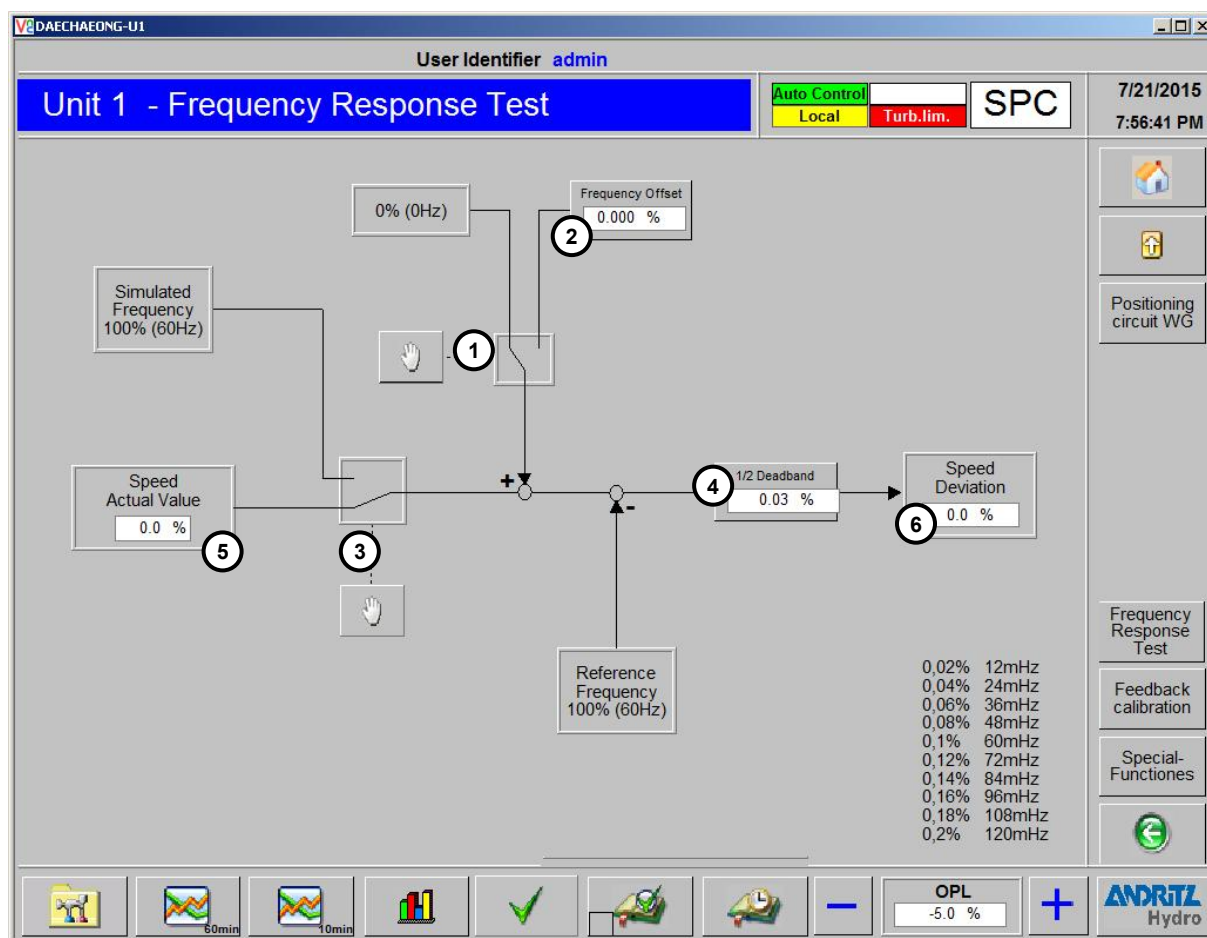 DAECHAEONG-U1
User Identifier admin
Unit 1 - Frequency Response Test
Auto Control
Local
Turb.lim.
SPC
7/21/2015
7:56:41 PM
0% (0Hz)
Frequency Offset
0.000 %
2
Simulated
Frequency
100% (60Hz)
1
Positioning
circuit WG
Speed
Actual Value
0.0 %
5
3
+
-
1/2 Deadband
4
0.03 %
Speed
Deviation
0.0 %
6
Reference
Frequency
100% (60Hz)
0,02% 12mHz
0,04% 24mHz
0,06% 36mHz
0,08% 48mHz
0,1% 60mHz
0,12% 72mHz
0,14% 84mHz
0,16% 96mHz
0,18% 108mHz
0,2% 120mHz
Frequency
Response
Test
Feedback
calibration
Special-
Functiones
60min
10min
OPL
-5.0 %
ANDRITZ
Hydro